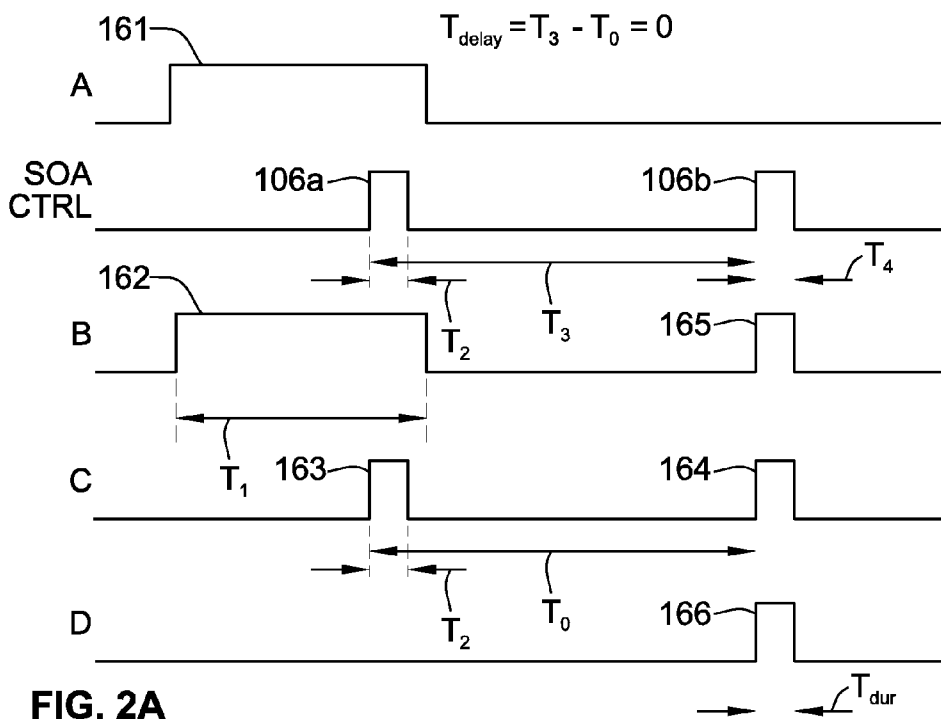 161
T_delay = T_3 - T_0 = 0
A
SOA
CTRL
106a
106b
T_2
T_3
T_4
162
B
165
T_1
C
163
164
T_2
T_0
D
166
T_dur
FIG. 2A